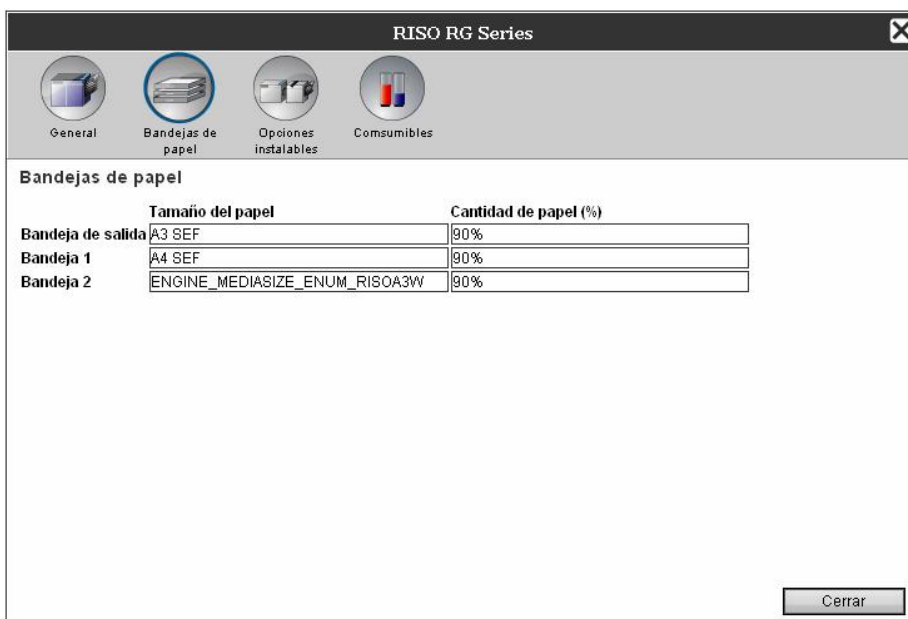 RISO RG Series
General
Bandejas de papel
Opciones instalables
Comsumibles
Bandejas de papel
Tamaño del papel Cantidad de papel (%)
Bandeja de salida A3 SEF 90%
Bandeja 1 A4 SEF 90%
Bandeja 2 ENGINE_MEDIASIZE_ENUM_RISOA3W 90%
Cerrar